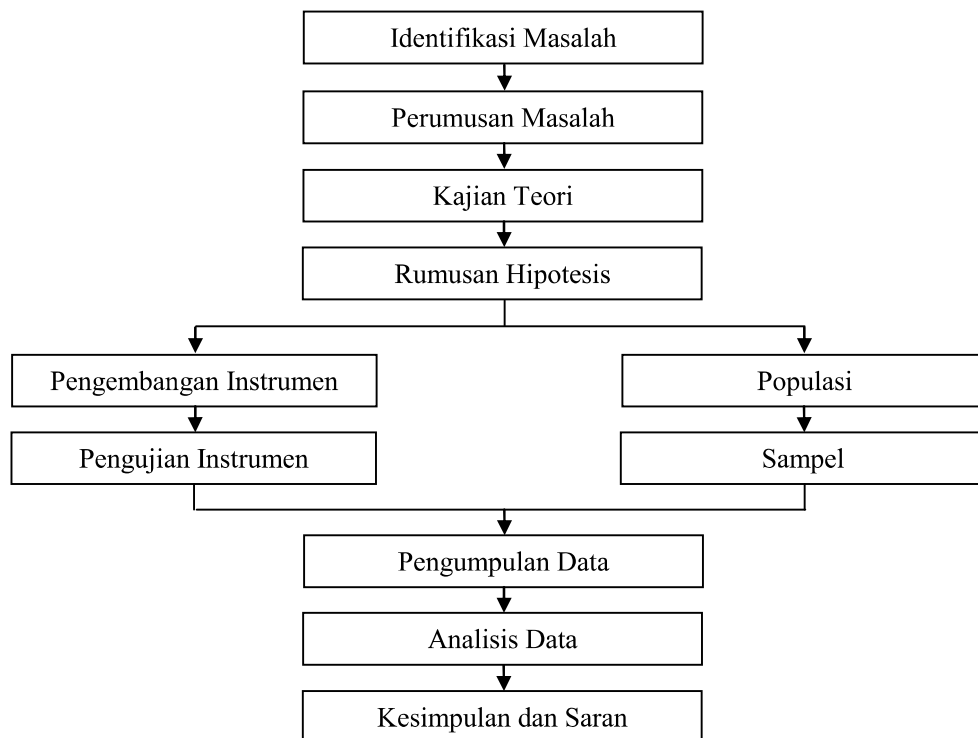 Identifikasi Masalah
Perumusan Masalah
Kajian Teori
Rumusan Hipotesis
Pengembangan Instrumen
Populasi
Pengujian Instrumen
Sampel
Pengumpulan Data
Analisis Data
Kesimpulan dan Saran